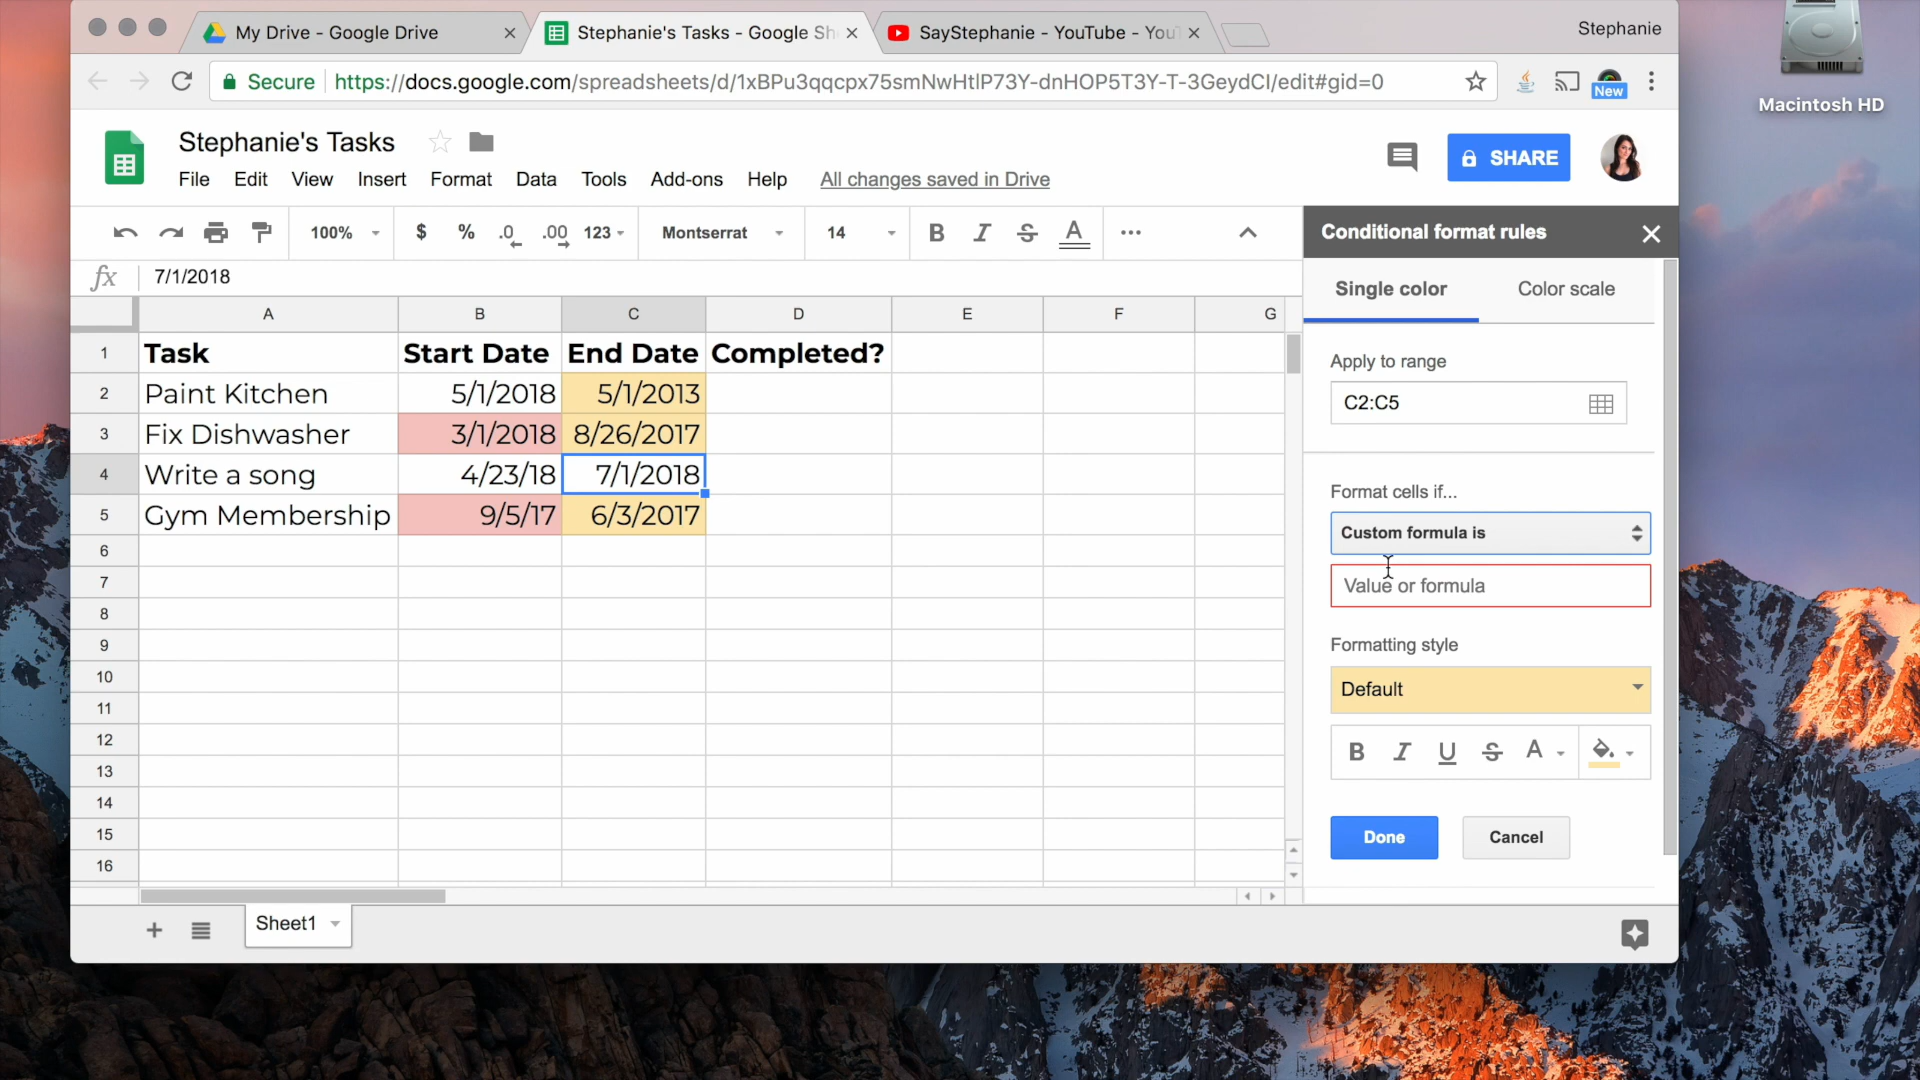 My Drive - Google Drive
Stephanie's Tasks - Google Sh
SayStephanie - YouTube - You
Stephanie
Secure
https://docs.google.com/spreadsheets/d/1xBPu3qqcpx75smNwHtlP73Y-dnHOP5T3Y-T-3GeydCI/edit#gid=0
New
Macintosh HD
Stephanie's Tasks
File Edit View Insert Format Data Tools Add-ons Help All changes saved in Drive
SHARE
100% $ % .0 .00 123 Montserrat 14 B I S A
fx 7/1/2018
A B C D E F G
1 Task Start Date End Date Completed?
2 Paint Kitchen 5/1/2018 5/1/2013
3 Fix Dishwasher 3/1/2018 8/26/2017
4 Write a song 4/23/18 7/1/2018
5 Gym Membership 9/5/17 6/3/2017
6
7
8
9
10
11
12
13
14
15
16
Sheet1
Conditional format rules
Single color Color scale
Apply to range
C2:C5
Format cells if...
Custom formula is
Value or formula
Formatting style
Default
B I U S A
Done Cancel